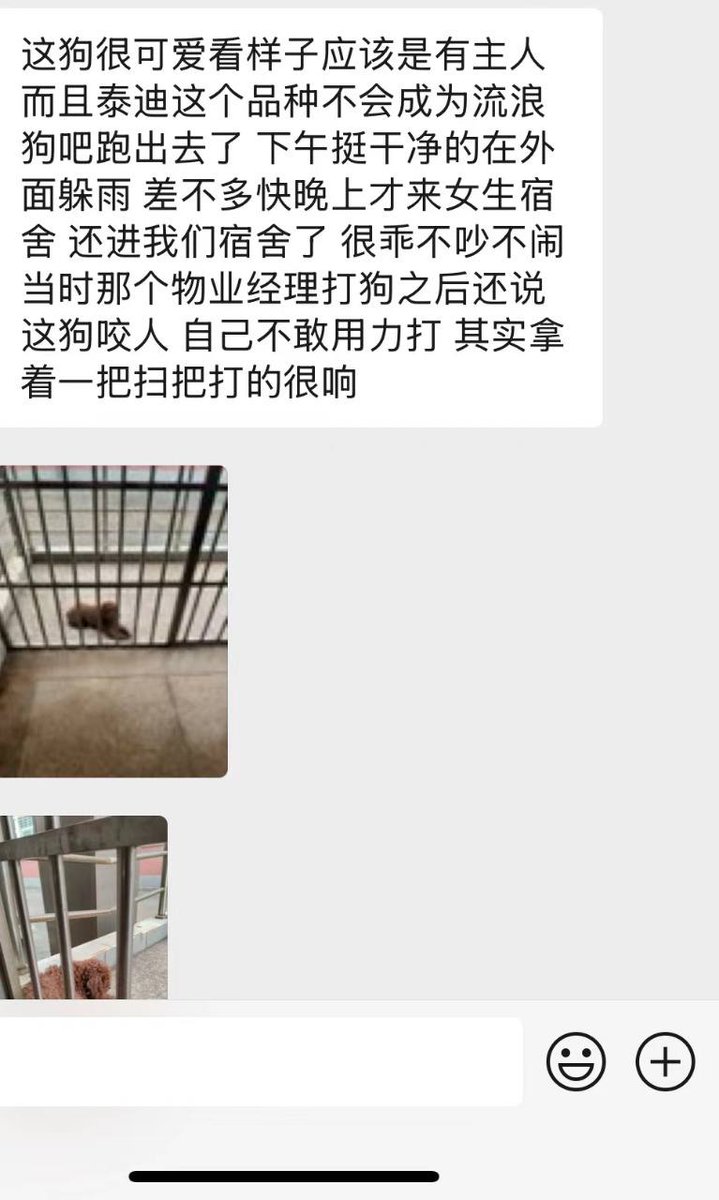 这狗很可爱看样子应该是有主人
而且泰迪这个品种不会成为流浪
狗吧跑出去了 下午挺干净的在外
面躲雨 差不多快晚上才来女生宿
舍 还进我们宿舍了 很乖不吵不闹
当时那个物业经理打狗之后还说
这狗咬人 自己不敢用力打 其实拿
着一把扫把打的很响